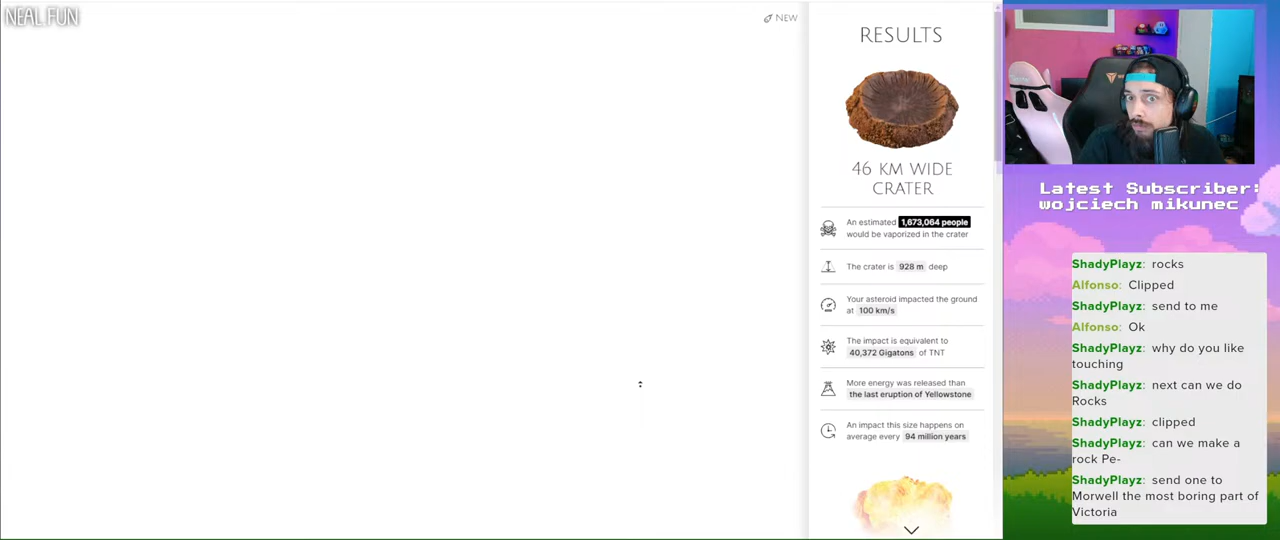 NEAL.FUN
NEW
RESULTS
46 KM WIDE
CRATER
An estimated 1,673,064 people
would be vaporized in the crater
The crater is 928 m deep
Your asteroid impacted the ground
at 100 km/s
The impact is equivalent to
40,372 Gigatons of TNT
More energy was released than
the last eruption of Yellowstone
An impact this size happens on
average every 94 million years
Latest Subscriber:
wojciech mikunec
ShadyPlayz: rocks
Alfonso: Clipped
ShadyPlayz: send to me
Alfonso: Ok
ShadyPlayz: why do you like
touching
ShadyPlayz: next can we do
Rocks
ShadyPlayz: clipped
ShadyPlayz: can we make a
rock Pe-
ShadyPlayz: send one to
Morwell the most boring part of
Victoria